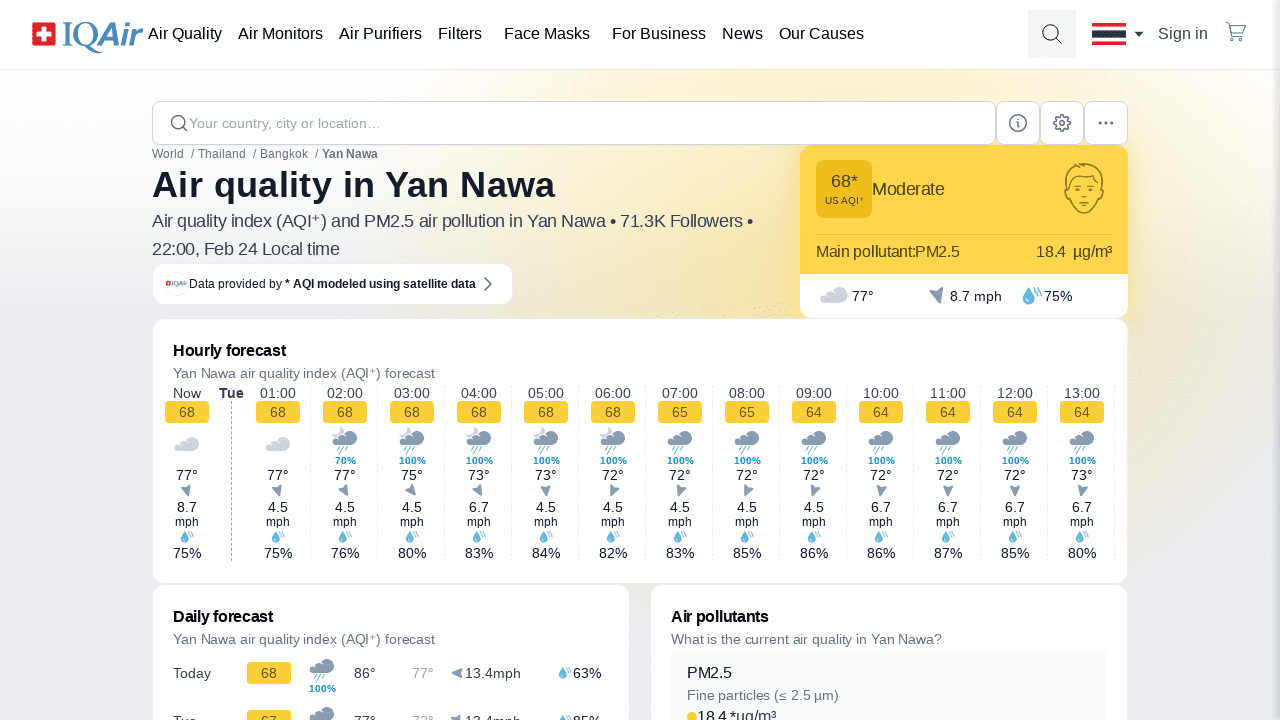 IQAir Air Quality Air Monitors Air Purifiers Filters Face Masks For Business News Our Causes Sign in
Your country, city or location…
World / Thailand / Bangkok / Yan Nawa
Air quality in Yan Nawa
Air quality index (AQI⁺) and PM2.5 air pollution in Yan Nawa • 71.3K Followers •
22:00, Feb 24 Local time
IQAir Data provided by * AQI modeled using satellite data
68*
US AQI⁺
Moderate
Main pollutant: PM2.5 18.4 µg/m³
77° 8.7 mph 75%
Hourly forecast
Yan Nawa air quality index (AQI⁺) forecast
Now Tue 01:00 02:00 03:00 04:00 05:00 06:00 07:00 08:00 09:00 10:00 11:00 12:00 13:00
68 68 68 68 68 68 68 65 65 64 64 64 64 64
70% 100% 100% 100% 100% 100% 100% 100% 100% 100% 100% 100%
77° 77° 77° 75° 73° 73° 72° 72° 72° 72° 72° 72° 72° 73°
8.7 4.5 4.5 4.5 6.7 4.5 4.5 4.5 4.5 4.5 6.7 6.7 6.7 6.7
mph mph mph mph mph mph mph mph mph mph mph mph mph mph
75% 75% 76% 80% 83% 84% 82% 83% 85% 86% 86% 87% 85% 80%
Daily forecast
Yan Nawa air quality index (AQI⁺) forecast
Today 68 100% 86° 77° 13.4mph 63%
Tue 67 77° 72° 13.4mph 85%
Air pollutants
What is the current air quality in Yan Nawa?
PM2.5
Fine particles (≤ 2.5 µm)
18.4 *µg/m³